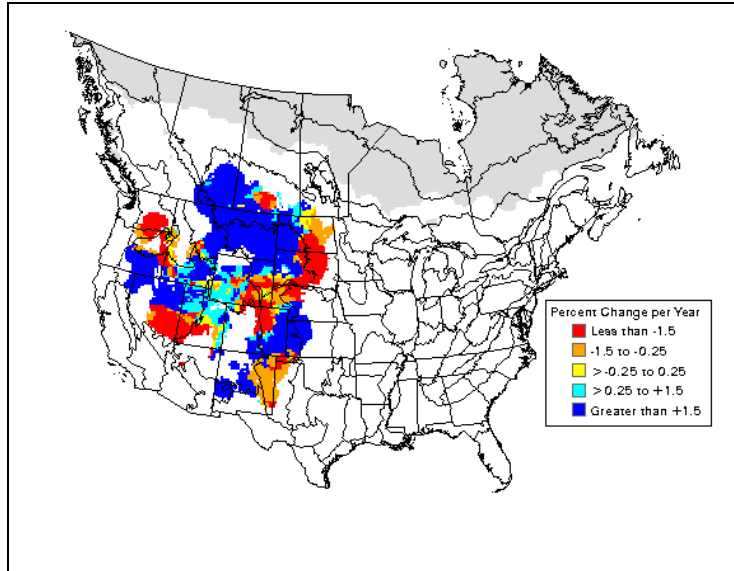 Percent Change per Year
Less than -1.5
-1.5 to -0.25
>-0.25 to 0.25
>0.25 to +1.5
Greater than +1.5